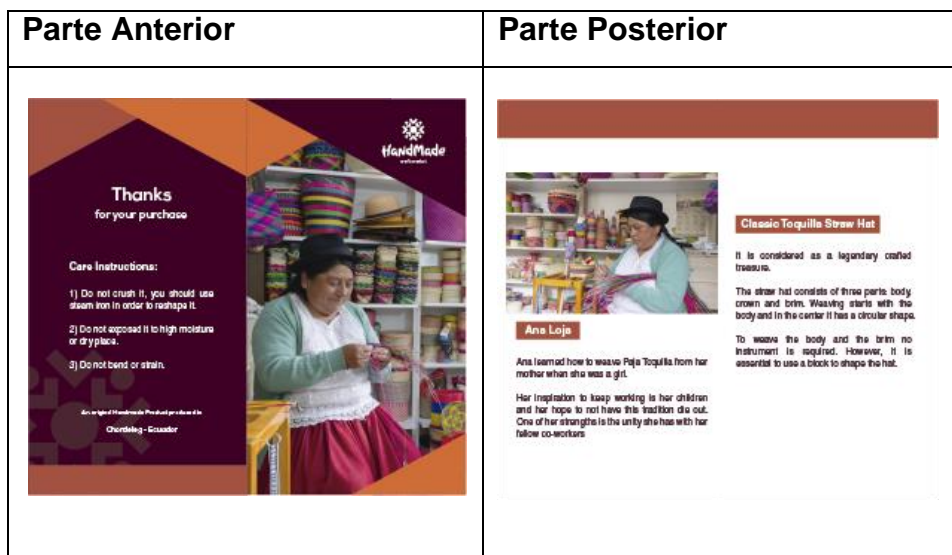 Parte Anterior
Parte Posterior
HandMade
Thanks
for your purchase
Care Instructions:
1) Do not crush it, you should use
steam iron in order to reshape it.
2) Do not exposed it to high moisture
or dry place.
3) Do not bend or strain.
An original Handmade Product produced in
Chordeleg - Ecuador
Ana Loja
Ana learned how to weave Paja Toquilla from her
mother when she was a girl.
Her inspiration to keep working is her children
and her hope to not have this tradition die out.
One of her strengths is the unity she has with her
fellow co-workers
Classic Toquilla Straw Hat
It is considered as a legendary crafted
treasure.
The straw hat consists of three parts: body,
crown and brim. Weaving starts with the
body and in the center it has a circular shape.
To weave the body and the brim no
instrument is required. However, it is
essential to use a block to shape the hat.